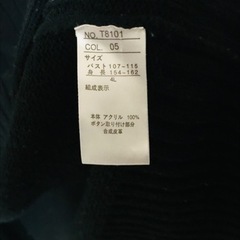 NO. T8101
COL. 05
サイズ
バスト 107-115
身長 154-162
4L
組成表示
本体 アクリル 100%
ボタン取り付け部分
合成皮革